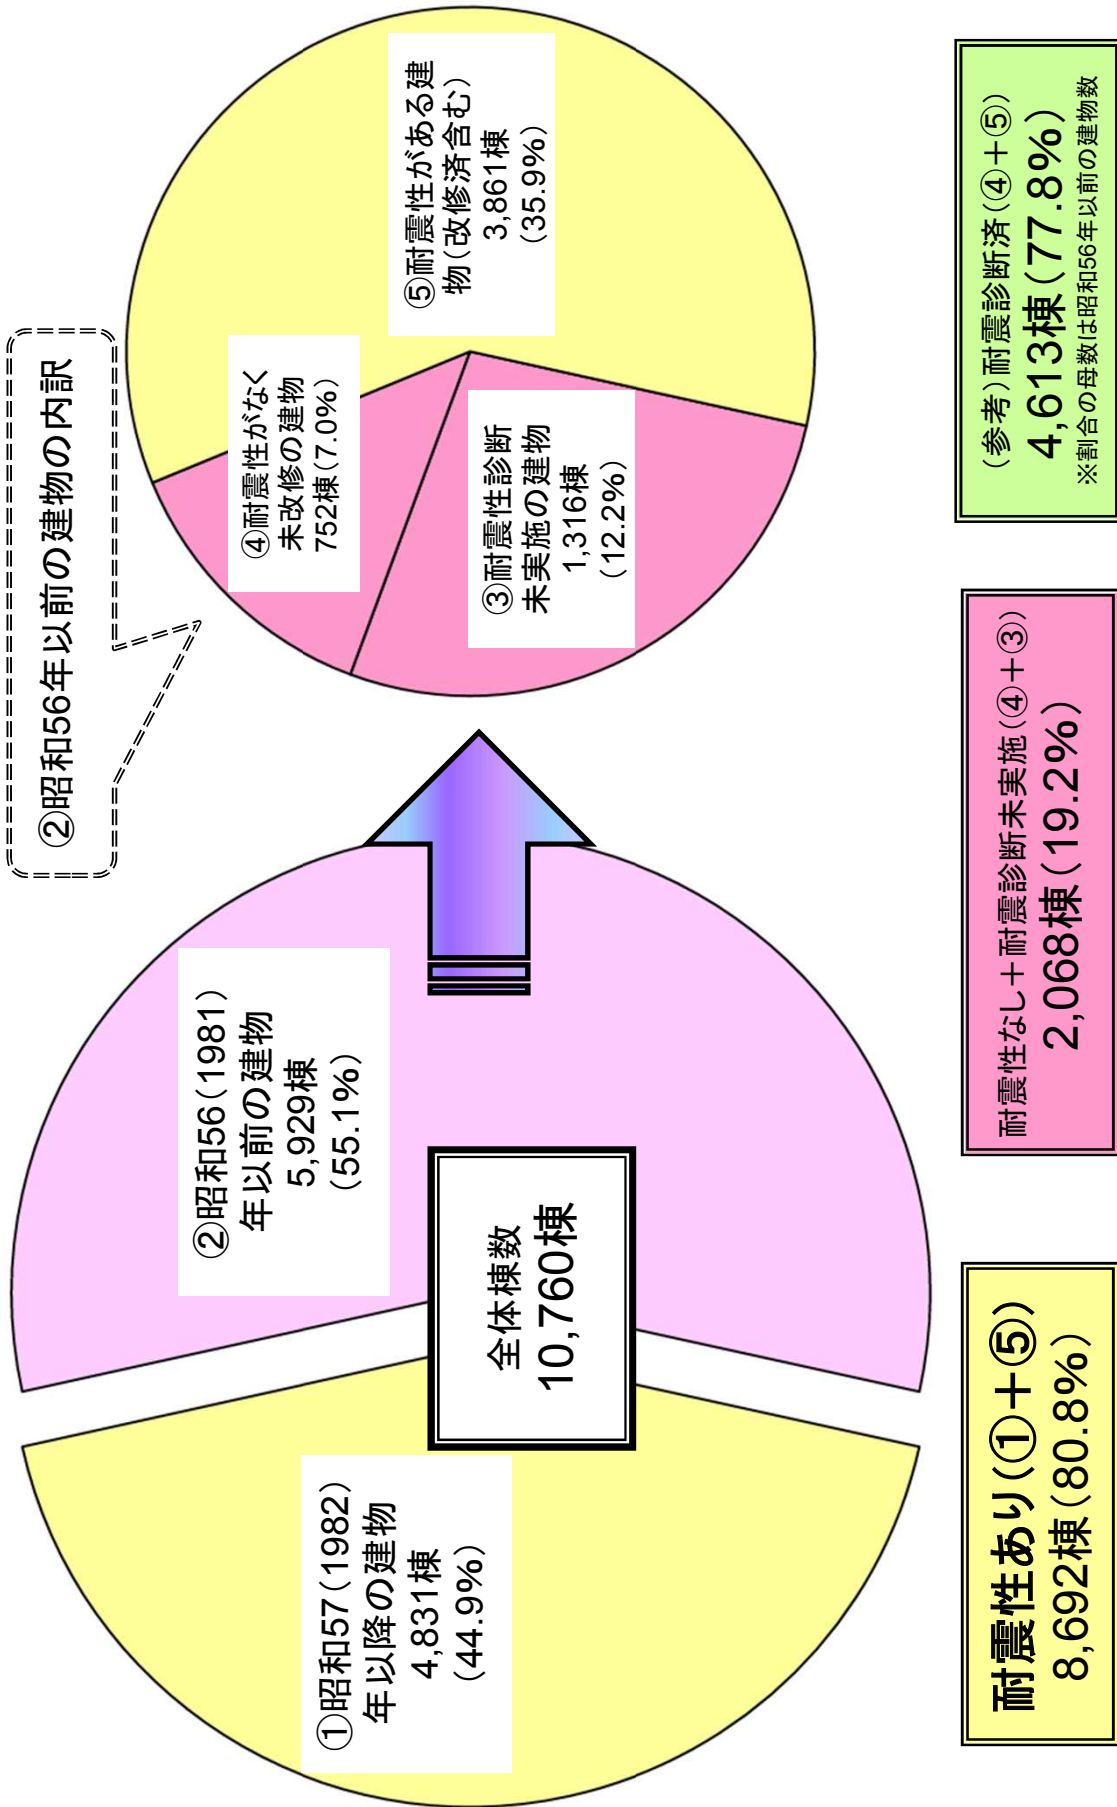 ②昭和56年以前の建物の内訳
①昭和57(1982)
年以降の建物
4,831棟
(44.9%)
②昭和56(1981)
年以前の建物
5,929棟
(55.1%)
全体棟数
10,760棟
④耐震性がなく
未改修の建物
752棟(7.0%)
③耐震性診断
未実施の建物
1,316棟
(12.2%)
⑤耐震性がある建
物(改修済含む)
3,861棟
(35.9%)
耐震性あり(①+⑤)
8,692棟(80.8%)
耐震性なし+耐震診断未実施(④+③)
2,068棟(19.2%)
(参考)耐震診断済(④+⑤)
4,613棟(77.8%)
※割合の母数は昭和56年以前の建物数